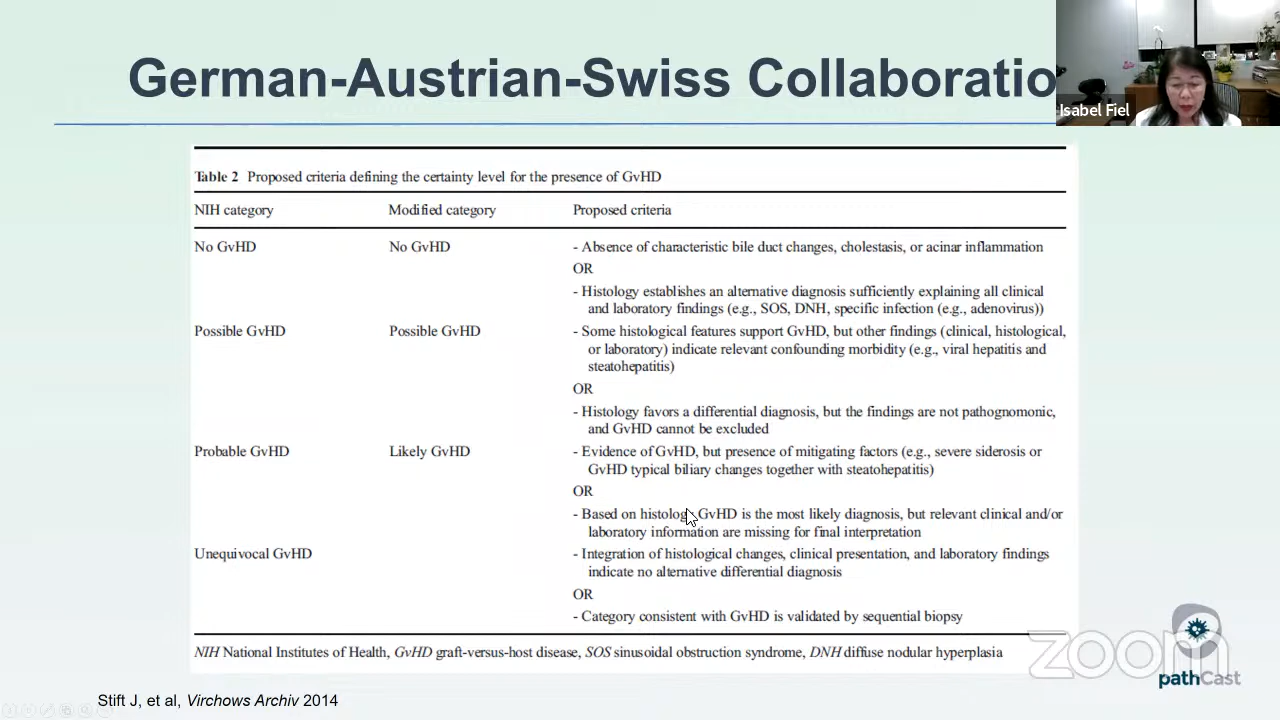 German-Austrian-Swiss Collaboratio
Isabel Fiel
Table 2 Proposed criteria defining the certainty level for the presence of GvHD
NIH category Modified category Proposed criteria
No GvHD No GvHD - Absence of characteristic bile duct changes, cholestasis, or acinar inflammation
OR
- Histology establishes an alternative diagnosis sufficiently explaining all clinical
and laboratory findings (e.g., SOS, DNH, specific infection (e.g., adenovirus))
Possible GvHD Possible GvHD - Some histological features support GvHD, but other findings (clinical, histological,
or laboratory) indicate relevant confounding morbidity (e.g., viral hepatitis and
steatohepatitis)
OR
- Histology favors a differential diagnosis, but the findings are not pathognomonic,
and GvHD cannot be excluded
Probable GvHD Likely GvHD - Evidence of GvHD, but presence of mitigating factors (e.g., severe siderosis or
GvHD typical biliary changes together with steatohepatitis)
OR
- Based on histology GvHD is the most likely diagnosis, but relevant clinical and/or
laboratory information are missing for final interpretation
Unequivocal GvHD - Integration of histological changes, clinical presentation, and laboratory findings
indicate no alternative differential diagnosis
OR
- Category consistent with GvHD is validated by sequential biopsy
NIH National Institutes of Health, GvHD graft-versus-host disease, SOS sinusoidal obstruction syndrome, DNH diffuse nodular hyperplasia
zoom
pathCast
Stift J, et al, Virchows Archiv 2014